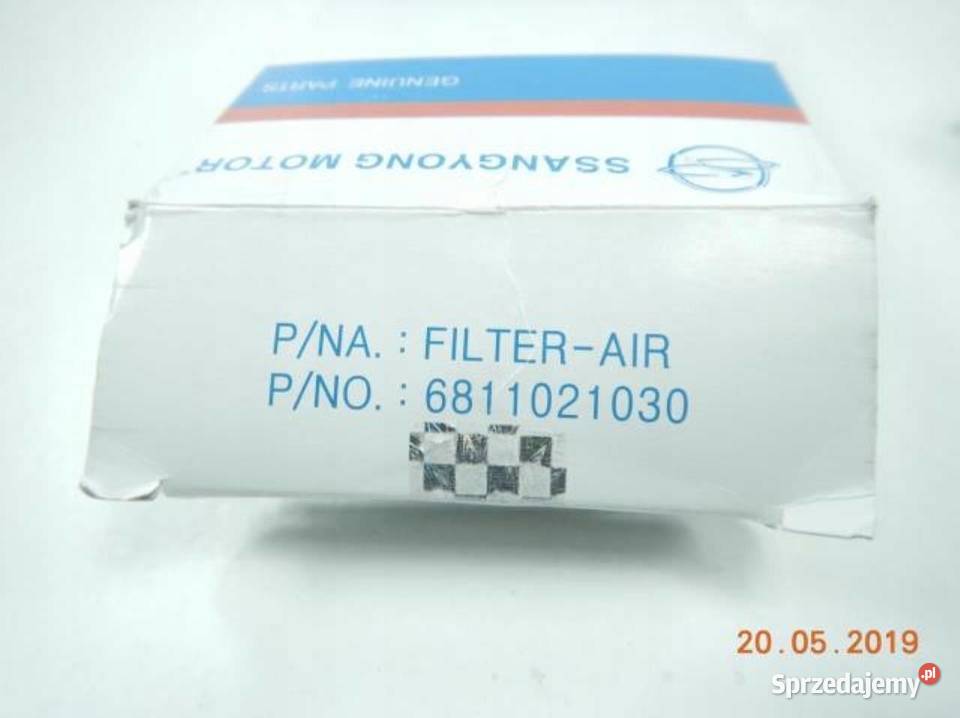 GENUINE PARTS
SSANGYONG MOTOR
P/NA. : FILTER-AIR
P/NO. : 6811021030
20.05.2019
Sprzedajemy.pl